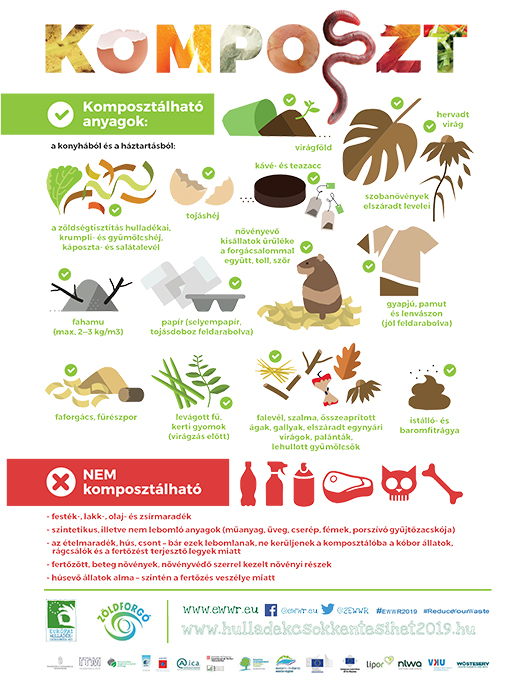 KOMPOSZT
Komposztálható
anyagok:
a konyhából és a háztartásból:
virágföld
hervadt
virág
kávé- és teazacc
szobanövények
elszáradt levelei
a zöldségtisztítás hulladékai,
krumpli- és gyümölcshéj,
káposzta- és salátalevél
tojáshéj
növényevő
kisállatok ürüléke
a forgácsalommal
együtt, toll, szőr
fahamu
(max. 2–3 kg/m3)
papír (selyempapír,
tojásdoboz feldarabolva)
gyapjú, pamut
és lenvászon
(jól feldarabolva)
faforgács, fűrészpor
levágott fű,
kerti gyomok
(virágzás előtt)
falevél, szalma, összeaprított
ágak, gallyak, elszáradt egynyári
virágok, palánták,
lehullott gyümölcsök
istálló- és
baromfitrágya
NEM
komposztálható
- festék-, lakk-, olaj- és zsírmaradék
- szintetikus, illetve nem lebomló anyagok (műanyag, üveg, cserép, fémek, porszívó gyűjtőzacskója)
- az ételmaradék, hús, csont – bár ezek lebomlanak, ne kerüljenek a komposztálóba a kóbor állatok,
rágcsálók és a fertőzést terjesztő legyek miatt
- fertőzött, beteg növények, növényvédő szerrel kezelt növényi részek
- húsevő állatok alma – szintén a fertőzés veszélye miatt
EURÓPAI
HULLADÉK
ZÖLDFORGÓ
www.ewwr.eu
@ewwr.eu
@2EWWR
#EWWR2019
#ReduceYourWaste
www.hulladekcsokkentesihet2019.hu
ica
lipor
nlwa
VKU
WOSTESERV